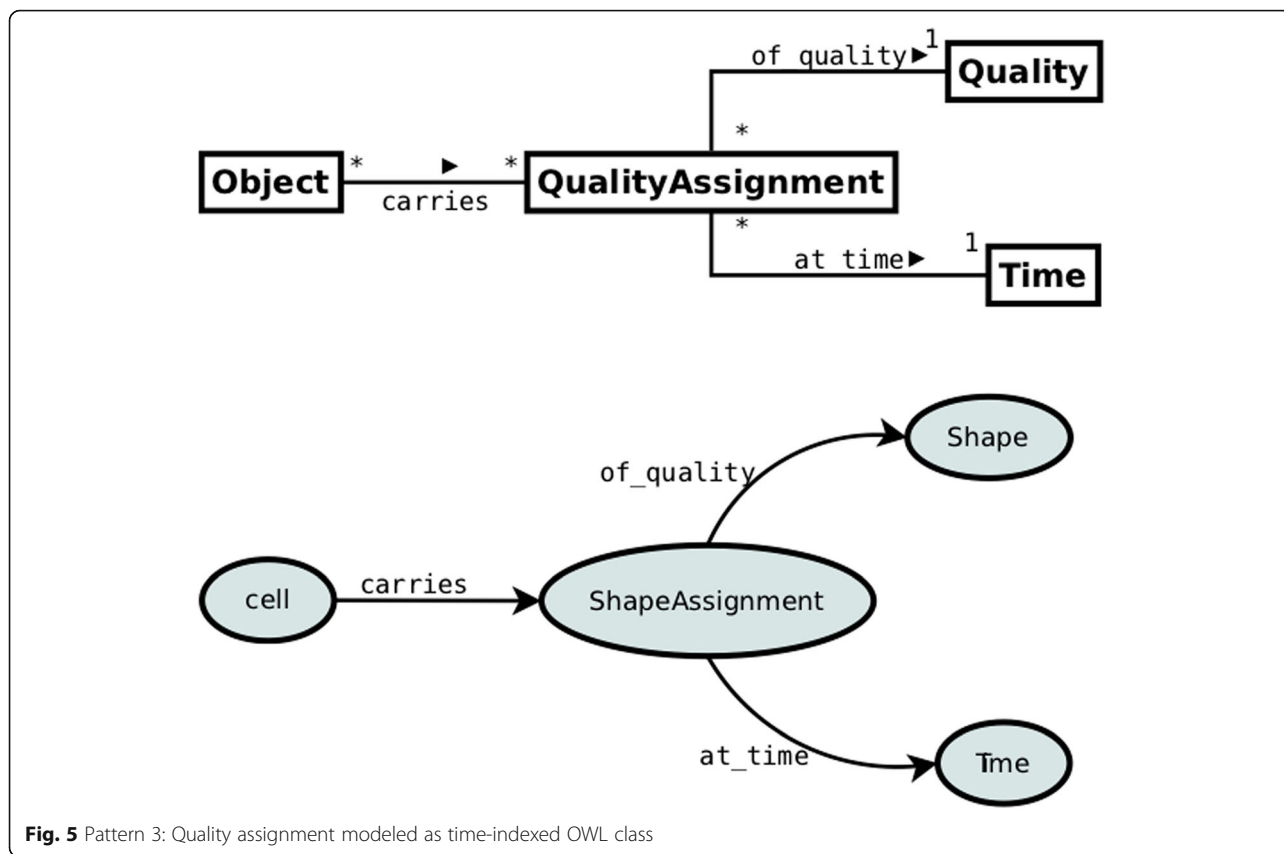 of quality► 1
Quality
*
Object
* ► *
carries
QualityAssignment
*
at time► 1
Time
Shape
of_quality
cell
carries
ShapeAssignment
at_time
Time
Fig. 5 Pattern 3: Quality assignment modeled as time-indexed OWL class